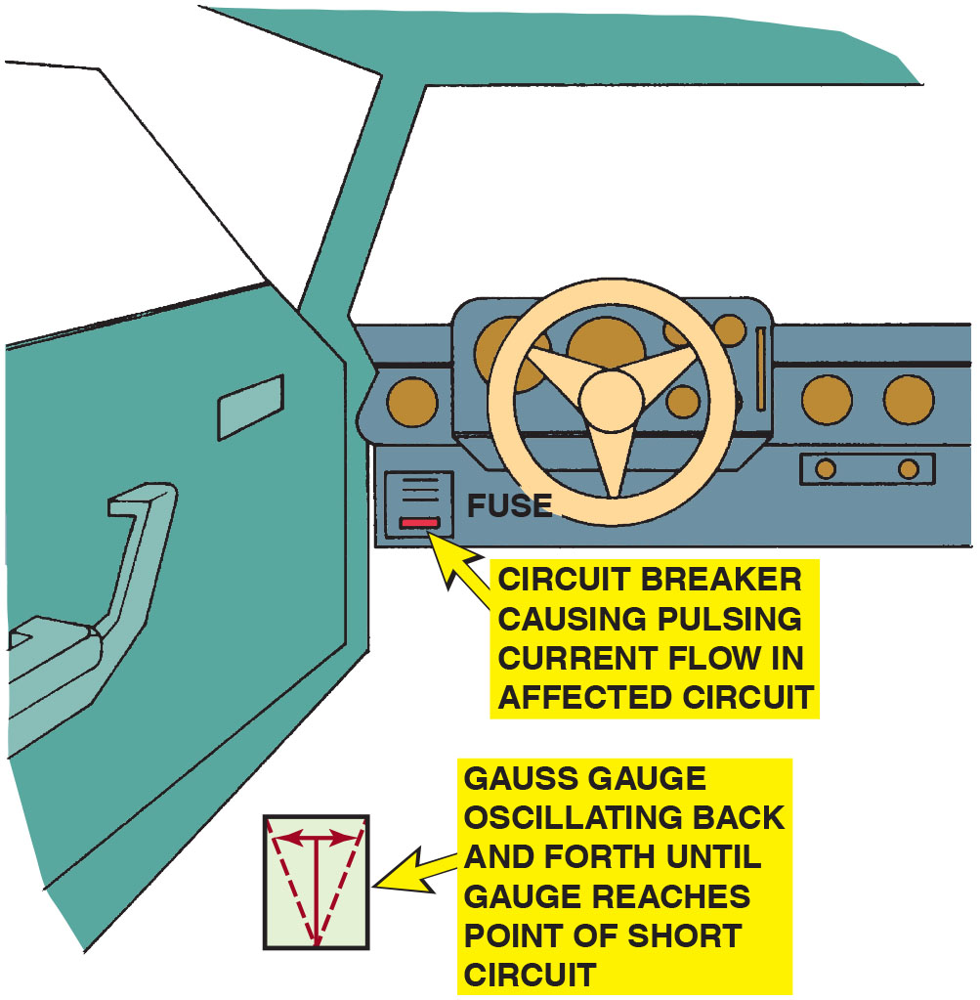 FUSE
CIRCUIT BREAKER
CAUSING PULSING
CURRENT FLOW IN
AFFECTED CIRCUIT
GAUSS GAUGE
OSCILLATING BACK
AND FORTH UNTIL
GAUGE REACHES
POINT OF SHORT
CIRCUIT